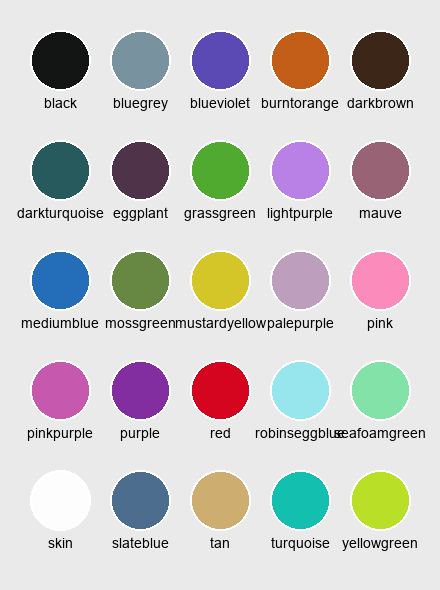 black bluegrey blueviolet burntorange darkbrown
darkturquoise eggplant grassgreen lightpurple mauve
mediumblue mossgreen mustardyellow palepurple pink
pinkpurple purple red robinseggblue seafoamgreen
skin slateblue tan turquoise yellowgreen